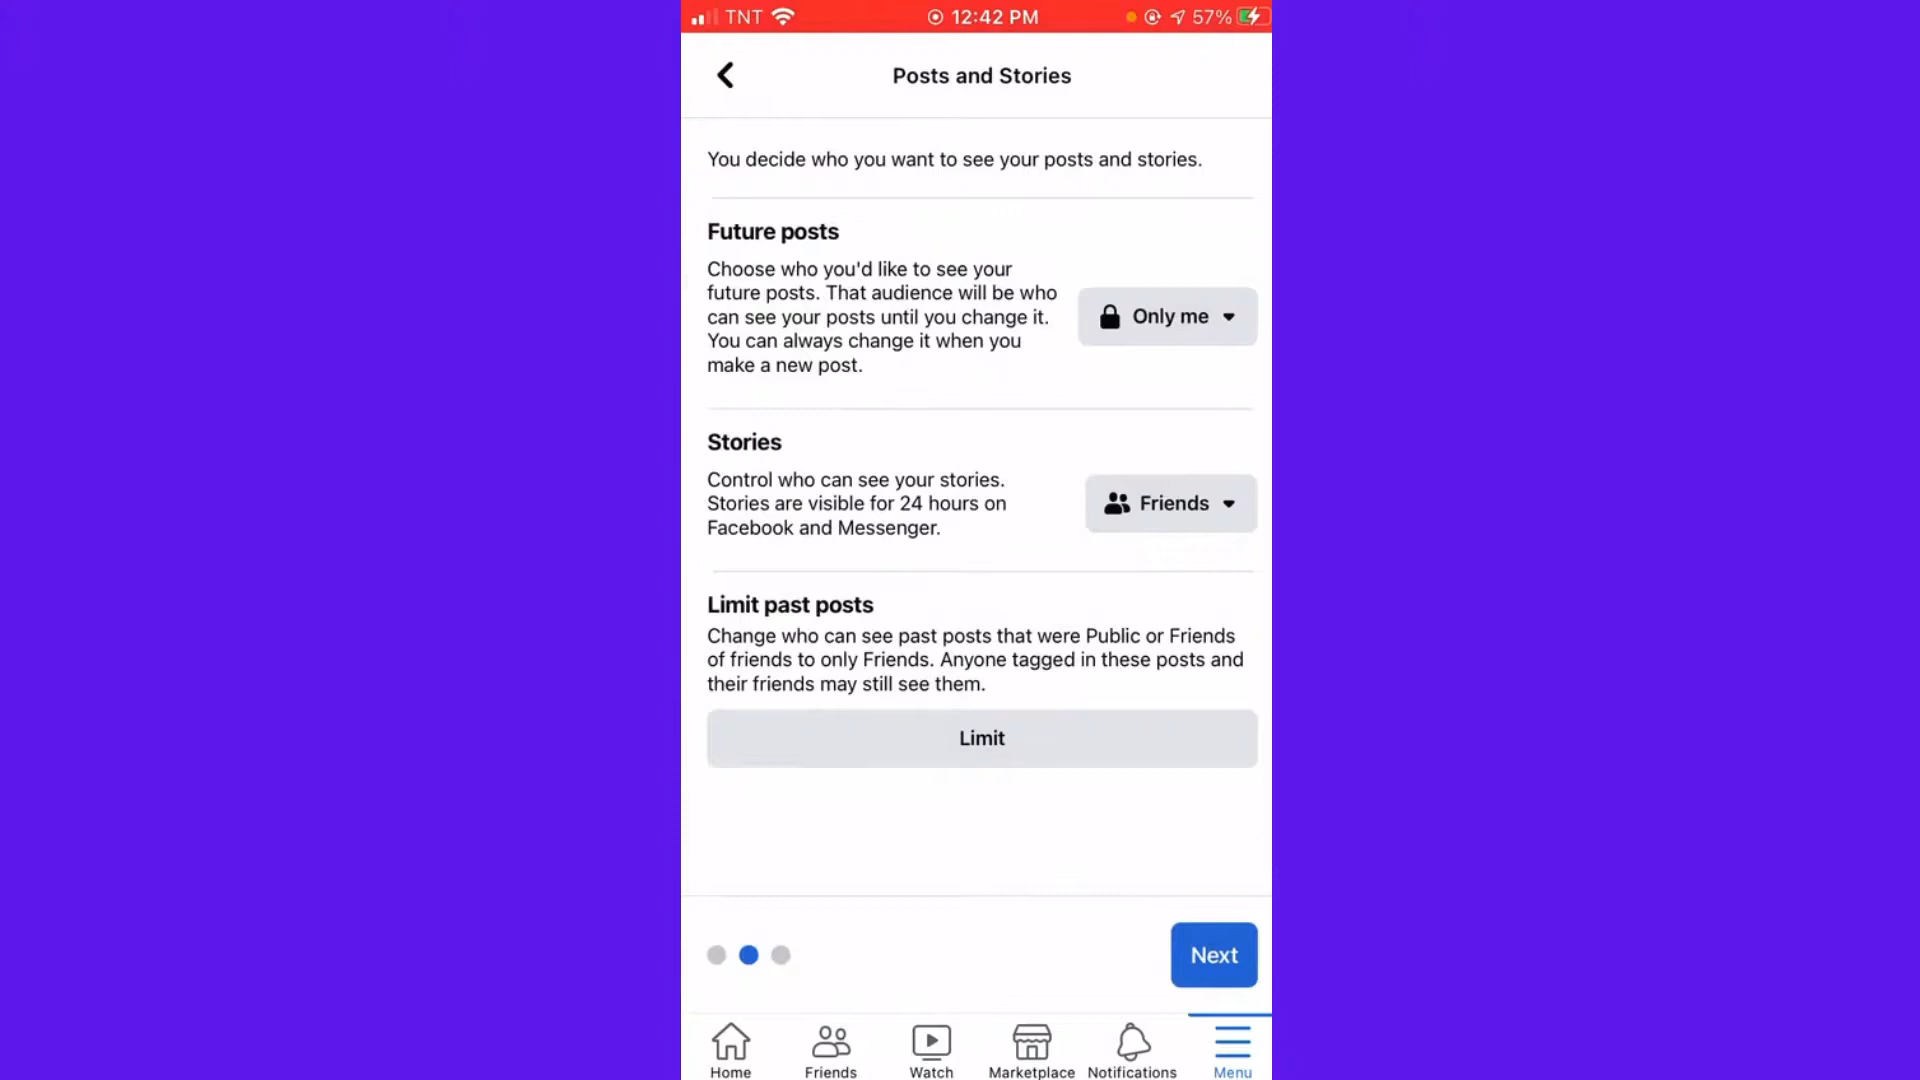 TNT 12:42 PM 57%
Posts and Stories
You decide who you want to see your posts and stories.
Future posts
Choose who you'd like to see your
future posts. That audience will be who
can see your posts until you change it.
You can always change it when you
make a new post.
Only me
Stories
Control who can see your stories.
Stories are visible for 24 hours on
Facebook and Messenger.
Friends
Limit past posts
Change who can see past posts that were Public or Friends
of friends to only Friends. Anyone tagged in these posts and
their friends may still see them.
Limit
Next
Home Friends Watch Marketplace Notifications Menu